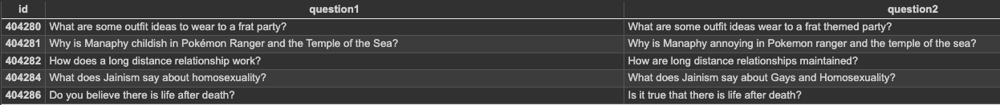 id question1 question2
404280 What are some outfit ideas to wear to a frat party? What are some outfit ideas wear to a frat themed party?
404281 Why is Manaphy childish in Pokémon Ranger and the Temple of the Sea? Why is Manaphy annoying in Pokemon ranger and the temple of the sea?
404282 How does a long distance relationship work? How are long distance relationships maintained?
404284 What does Jainism say about homosexuality? What does Jainism say about Gays and Homosexuality?
404286 Do you believe there is life after death? Is it true that there is life after death?